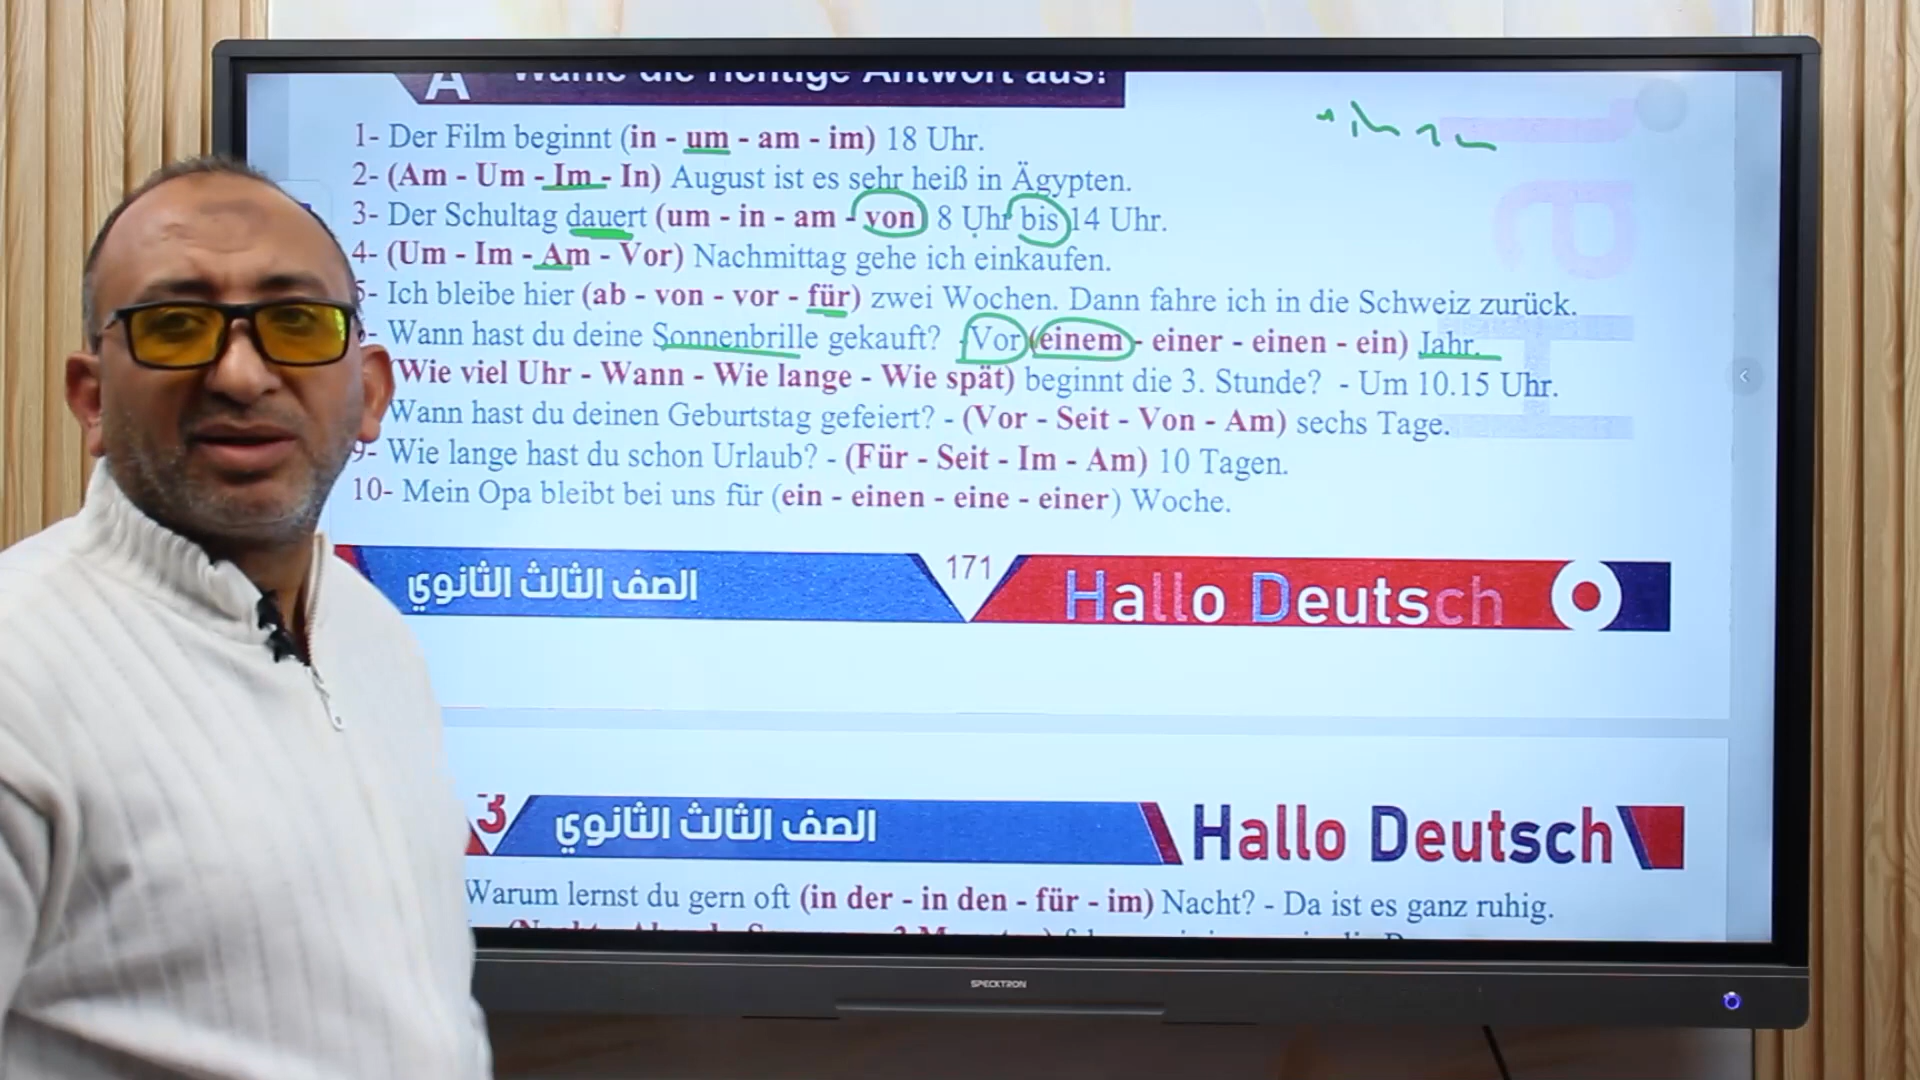 A Wähle die richtige Antwort aus!
1- Der Film beginnt (in - um - am - im) 18 Uhr.
2- (Am - Um - Im - In) August ist es sehr heiß in Ägypten.
3- Der Schultag dauert (um - in - am - von) 8 Uhr bis 14 Uhr.
4- (Um - Im - Am - Vor) Nachmittag gehe ich einkaufen.
5- Ich bleibe hier (ab - von - vor - für) zwei Wochen. Dann fahre ich in die Schweiz zurück.
- Wann hast du deine Sonnenbrille gekauft? - Vor (einem - einer - einen - ein) Jahr.
(Wie viel Uhr - Wann - Wie lange - Wie spät) beginnt die 3. Stunde? - Um 10.15 Uhr.
Wann hast du deinen Geburtstag gefeiert? - (Vor - Seit - Von - Am) sechs Tage.
9- Wie lange hast du schon Urlaub? - (Für - Seit - Im - Am) 10 Tagen.
10- Mein Opa bleibt bei uns für (ein - einen - eine - einer) Woche.
الصف الثالث الثانوي 171 Hallo Deutsch
3 الصف الثالث الثانوي Hallo Deutsch
Warum lernst du gern oft (in der - in den - für - im) Nacht? - Da ist es ganz ruhig.
SPECKTRON